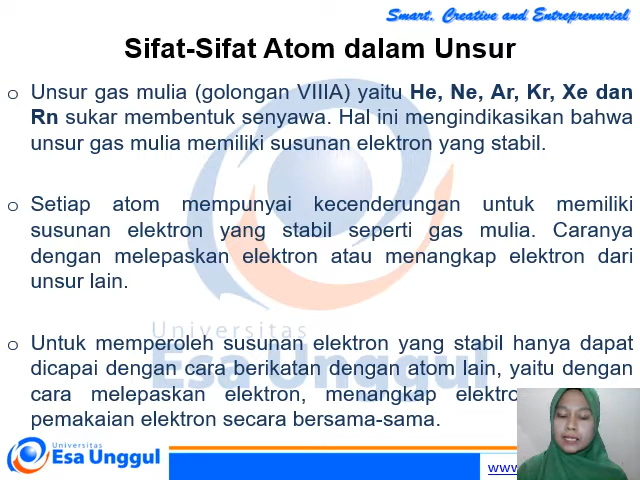 Smart, Creative and Entreprenurial
Sifat-Sifat Atom dalam Unsur
o Unsur gas mulia (golongan VIIIA) yaitu He, Ne, Ar, Kr, Xe dan
Rn sukar membentuk senyawa. Hal ini mengindikasikan bahwa
unsur gas mulia memiliki susunan elektron yang stabil.
o Setiap atom mempunyai kecenderungan untuk memiliki
susunan elektron yang stabil seperti gas mulia. Caranya
dengan melepaskan elektron atau menangkap elektron dari
unsur lain.
o Untuk memperoleh susunan elektron yang stabil hanya dapat
dicapai dengan cara berikatan dengan atom lain, yaitu dengan
cara melepaskan elektron, menangkap elektro
pemakaian elektron secara bersama-sama.
Universitas
Esa Unggul
Universitas
Esa Unggul
www.